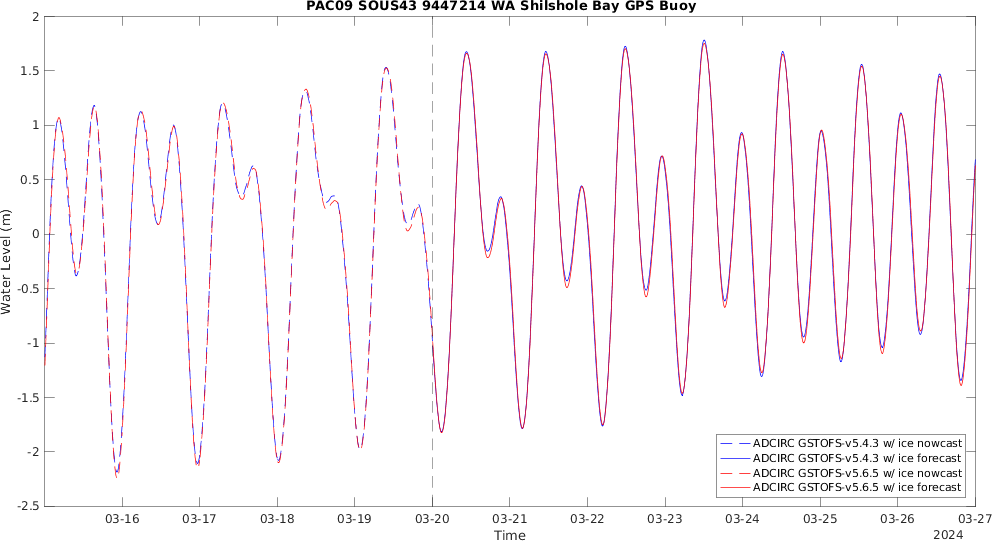 PAC09 SOUS43 9447214 WA Shilshole Bay GPS Buoy
2
1.5
1
0.5
0
-0.5
-1
-1.5
-2
-2.5
Water Level (m)
ADCIRC GSTOFS-v5.4.3 w/ ice nowcast
ADCIRC GSTOFS-v5.4.3 w/ ice forecast
ADCIRC GSTOFS-v5.6.5 w/ ice nowcast
ADCIRC GSTOFS-v5.6.5 w/ ice forecast
03-16 03-17 03-18 03-19 03-20 03-21 03-22 03-23 03-24 03-25 03-26 03-27
Time
2024